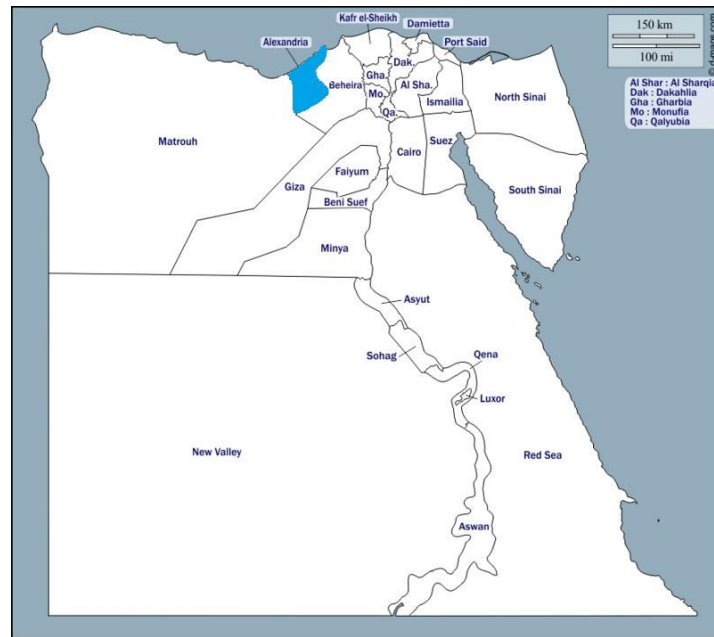 Kafr el-Sheikh
Damietta
Alexandria
Port Said
150 km
100 mi
© d-maps.com
Dak.
Gha.
Beheira
Al Sha.
Mo.
Ismailia
North Sinai
Qa.
Al Shar : Al Sharqia
Dak : Dakahlia
Gha : Gharbia
Mo : Monufia
Qa : Qalyubia
Matrouh
Cairo
Suez
Faiyum
Giza
South Sinai
Beni Suef
Minya
Asyut
Sohag
Qena
Luxor
New Valley
Red Sea
Aswan